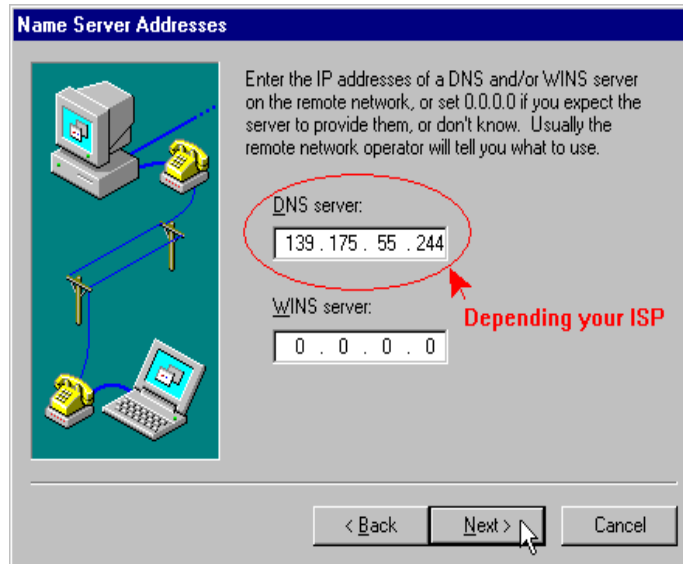 Name Server Addresses
Enter the IP addresses of a DNS and/or WINS server
on the remote network, or set 0.0.0.0 if you expect the
server to provide them, or don't know.  Usually the
remote network operator will tell you what to use.
DNS server:
139 . 175 . 55 . 244
Depending your ISP
WINS server:
0 . 0 . 0 . 0
< Back
Next >
Cancel